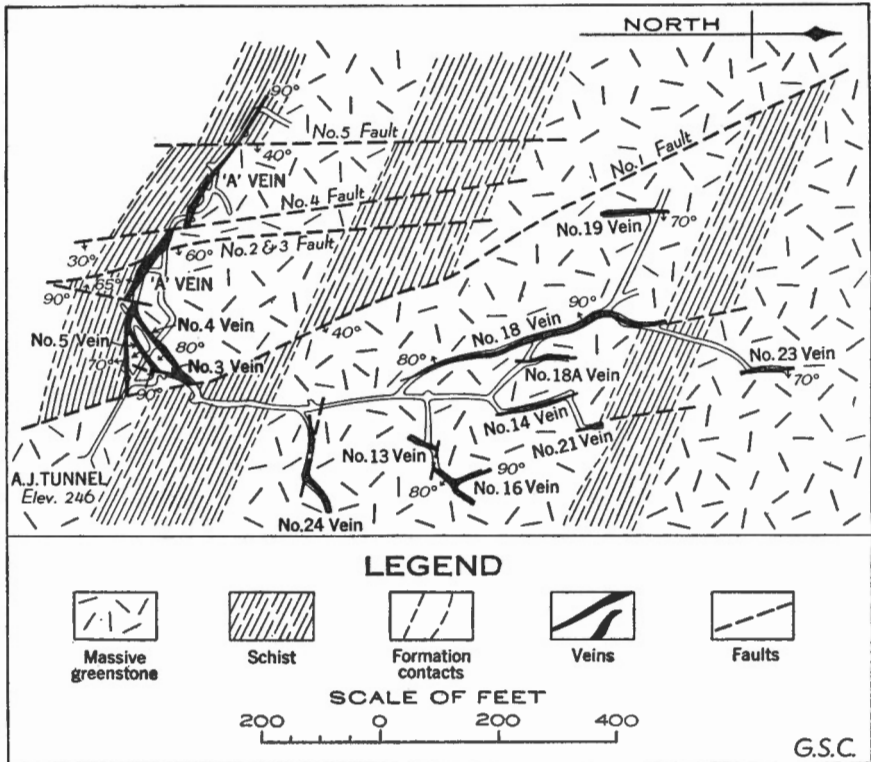 NORTH
90°
No.5 Fault
40°
'A' VEIN
No.4 Fault
No.1 Fault
No.19 Vein
70°
No.2 & 3 Fault
30°
60°
65°
'A' VEIN
90°
No.4 Vein
40°
90°
No.18 Vein
No.5 Vein
80°
80°
No.23 Vein
70°
No.3 Vein
No.18A Vein
70°
90°
No.14 Vein
No.21 Vein
No.13 Vein
90°
A.J. TUNNEL
Elev. 246
80°
No.16 Vein
No.24 Vein
LEGEND
Massive
greenstone
Schist
Formation
contacts
Veins
Faults
SCALE OF FEET
200 0 200 400
G.S.C.